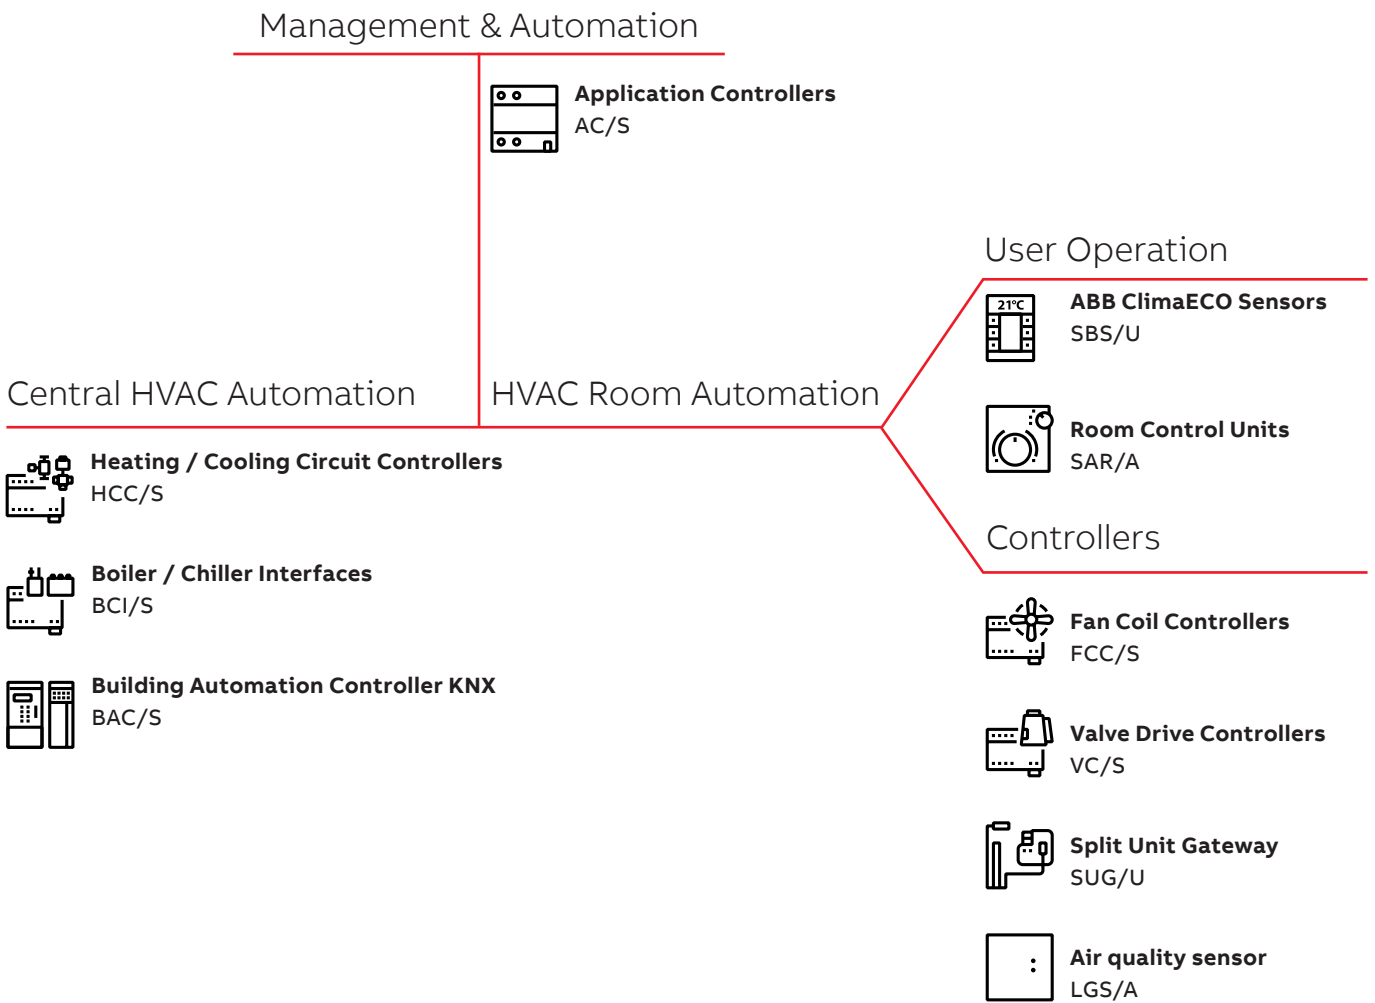 Management & Automation
Application Controllers
AC/S
User Operation
21°C
ABB ClimaECO Sensors
SBS/U
Room Control Units
SAR/A
Central HVAC Automation
HVAC Room Automation
Heating / Cooling Circuit Controllers
HCC/S
Boiler / Chiller Interfaces
BCI/S
Building Automation Controller KNX
BAC/S
Controllers
Fan Coil Controllers
FCC/S
Valve Drive Controllers
VC/S
Split Unit Gateway
SUG/U
Air quality sensor
LGS/A